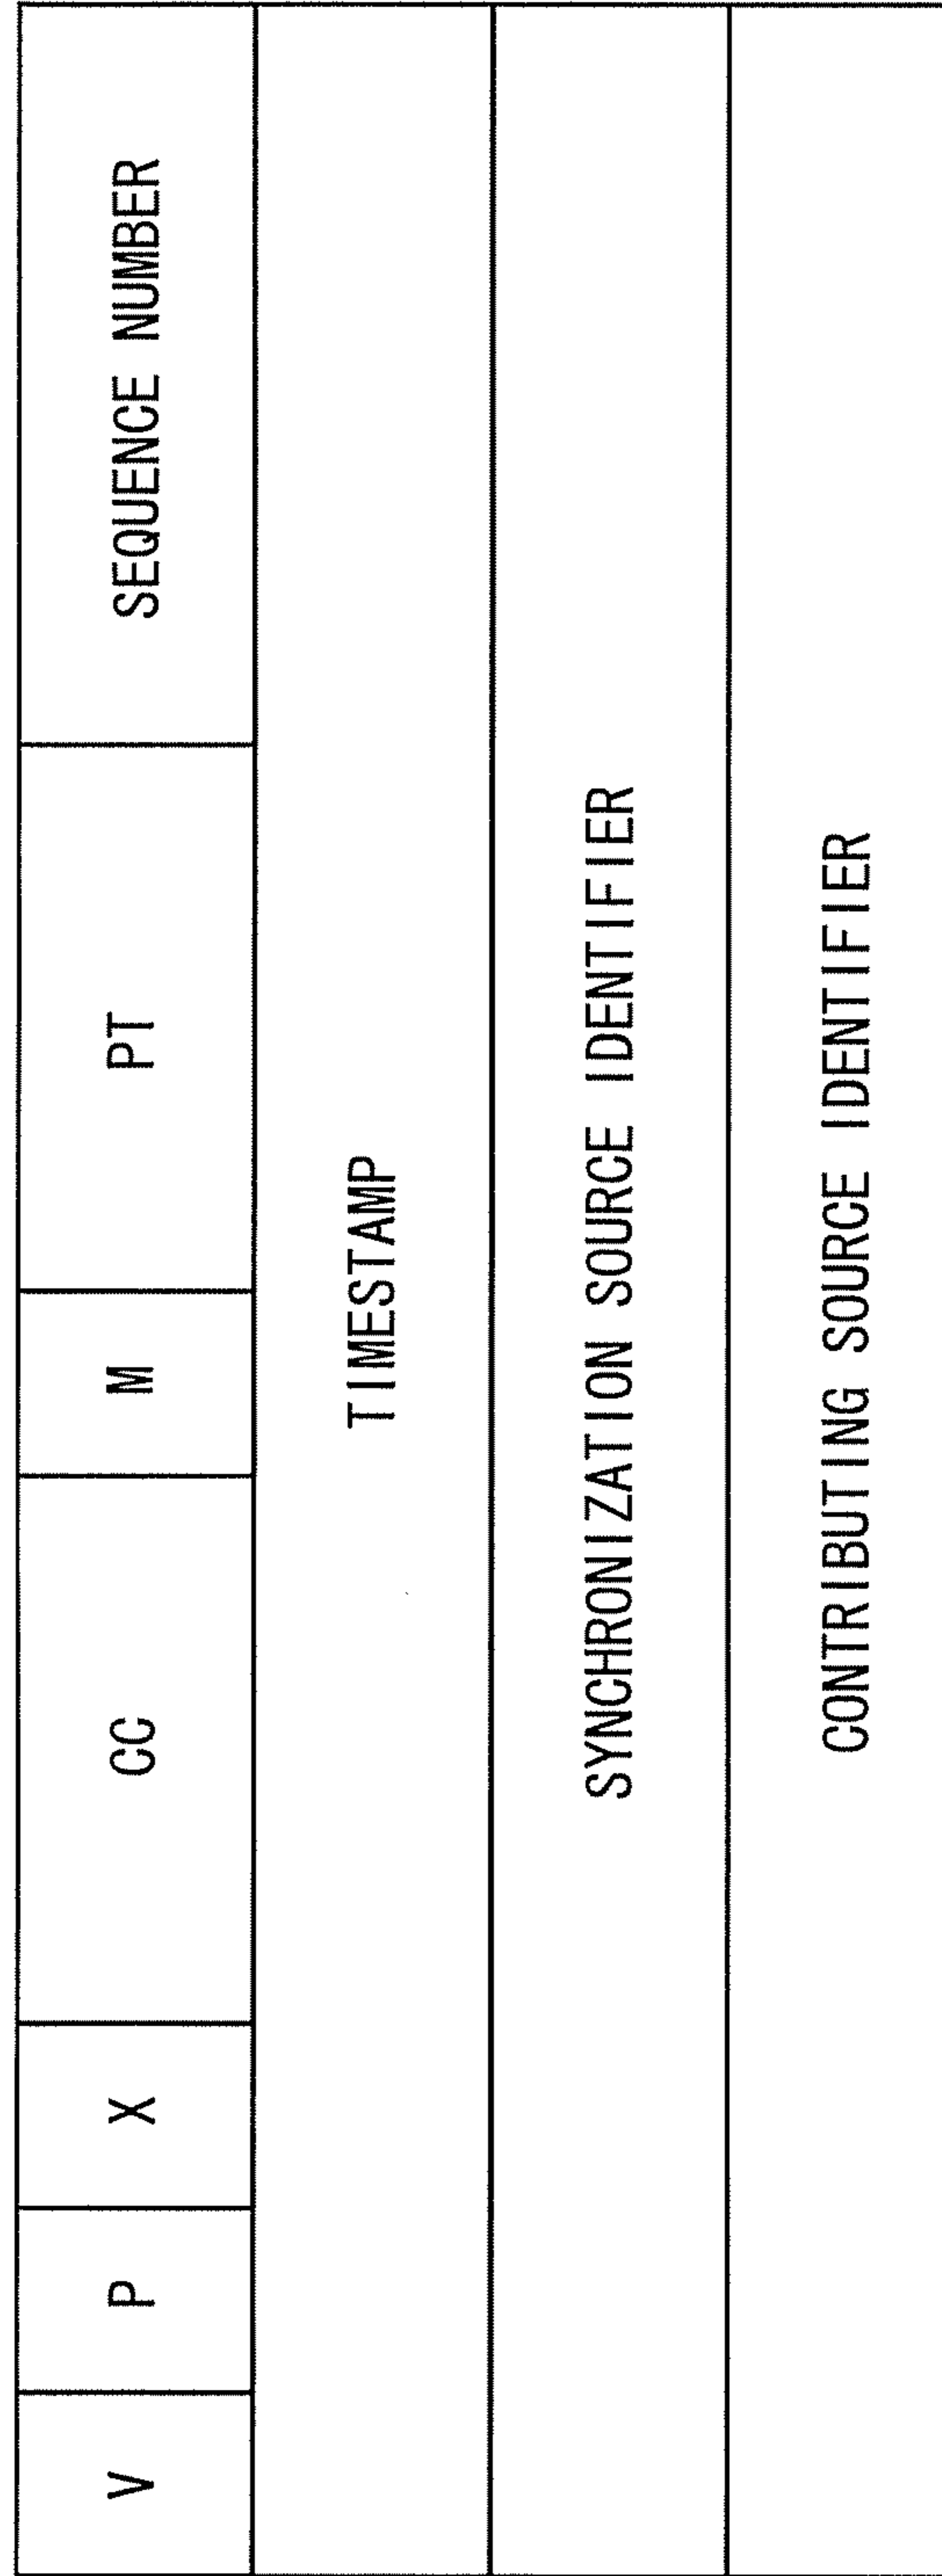 V P X CC M PT SEQUENCE NUMBER
TIMESTAMP
SYNCHRONIZATION SOURCE IDENTIFIER
CONTRIBUTING SOURCE IDENTIFIER